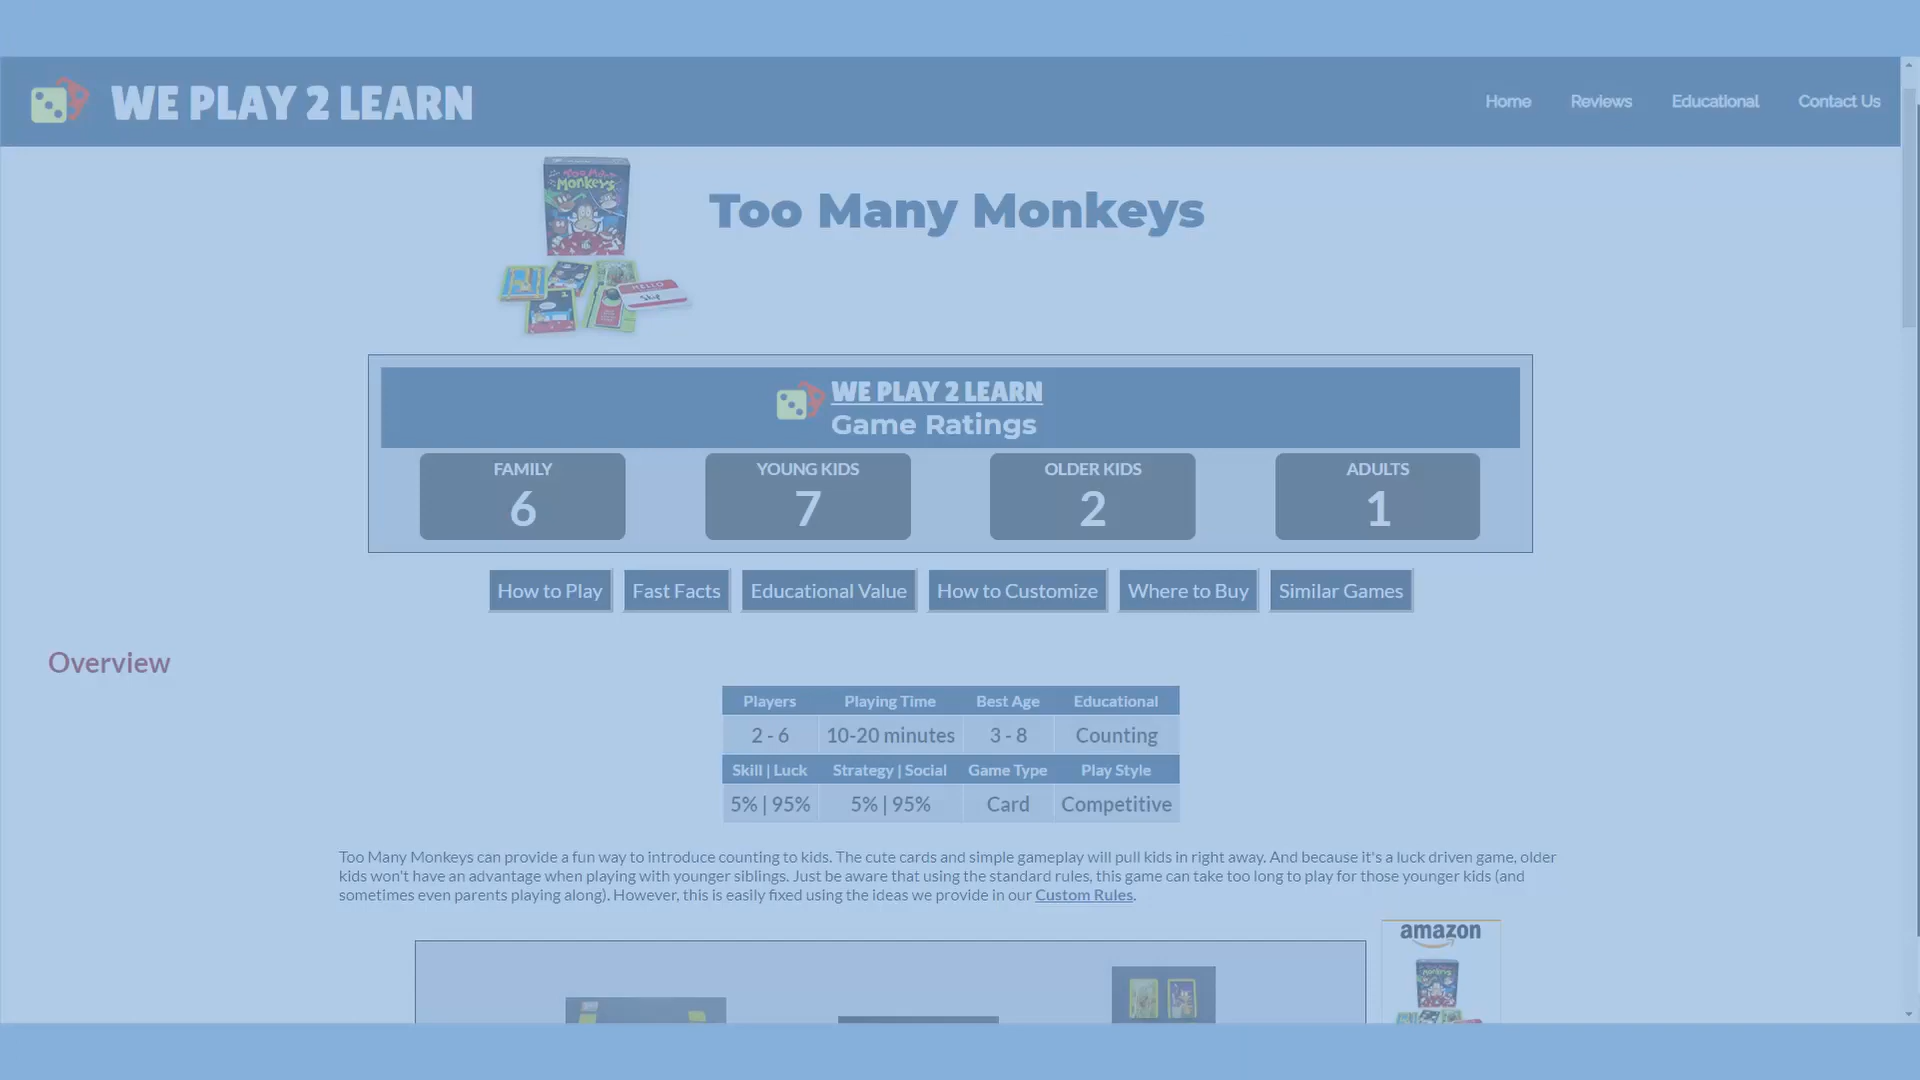 WE PLAY 2 LEARN
Home Reviews Educational Contact Us
Too Many Monkeys
HELLO
Skip
Too Many Monkeys
WE PLAY 2 LEARN
Game Ratings
FAMILY YOUNG KIDS OLDER KIDS ADULTS
6 7 2 1
How to Play Fast Facts Educational Value How to Customize Where to Buy Similar Games
Overview
Players Playing Time Best Age Educational
2 - 6 10-20 minutes 3 - 8 Counting
Skill | Luck Strategy | Social Game Type Play Style
5% | 95% 5% | 95% Card Competitive
Too Many Monkeys can provide a fun way to introduce counting to kids. The cute cards and simple gameplay will pull kids in right away. And because it's a luck driven game, older
kids won't have an advantage when playing with younger siblings. Just be aware that using the standard rules, this game can take too long to play for those younger kids (and
sometimes even parents playing along). However, this is easily fixed using the ideas we provide in our Custom Rules.
amazon